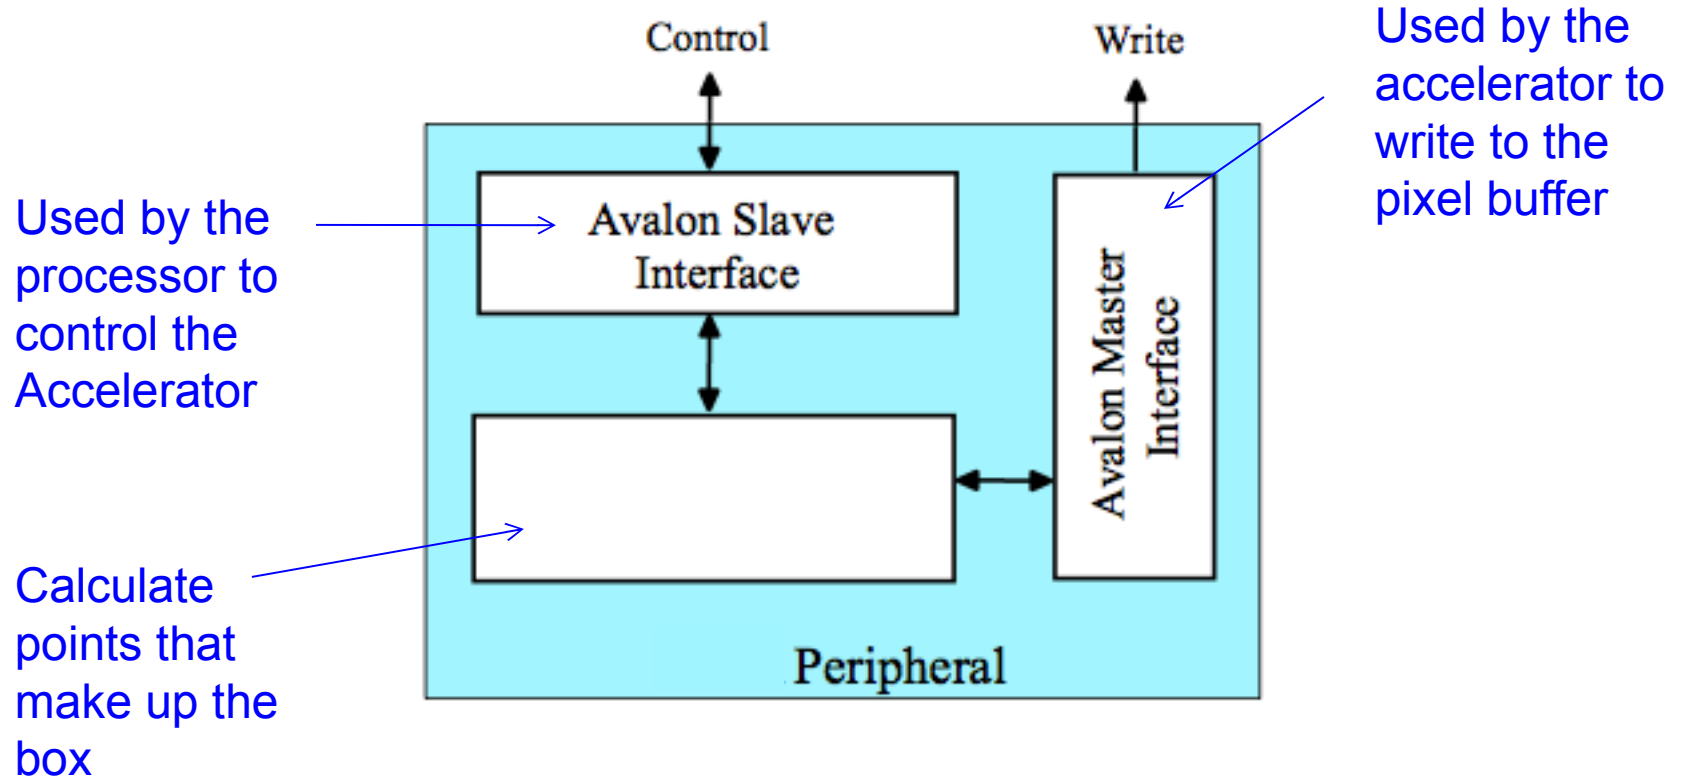 Control
Write
Used by the
accelerator to
write to the
pixel buffer
Used by the
processor to
control the
Accelerator
Avalon Slave
Interface
Avalon Master
Interface
Calculate
points that
make up the
box
Peripheral